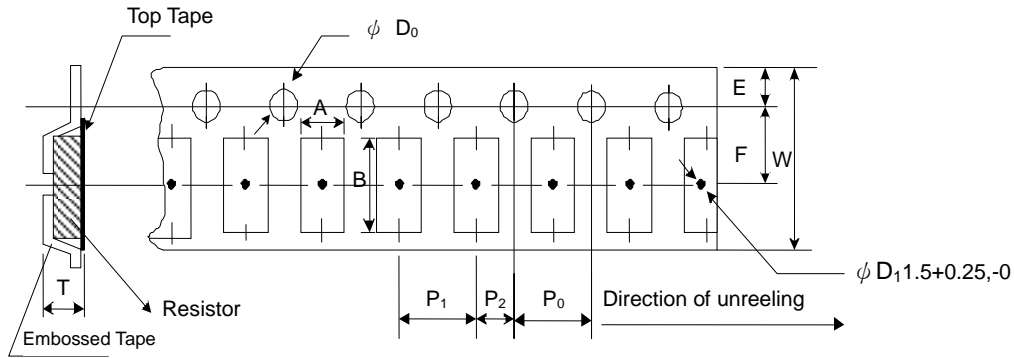 Top Tape
ϕ D₀
E
A
F
W
B
ϕ D₁1.5+0.25,-0
T
P₁
P₂
P₀
Direction of unreeling
Resistor
Embossed Tape